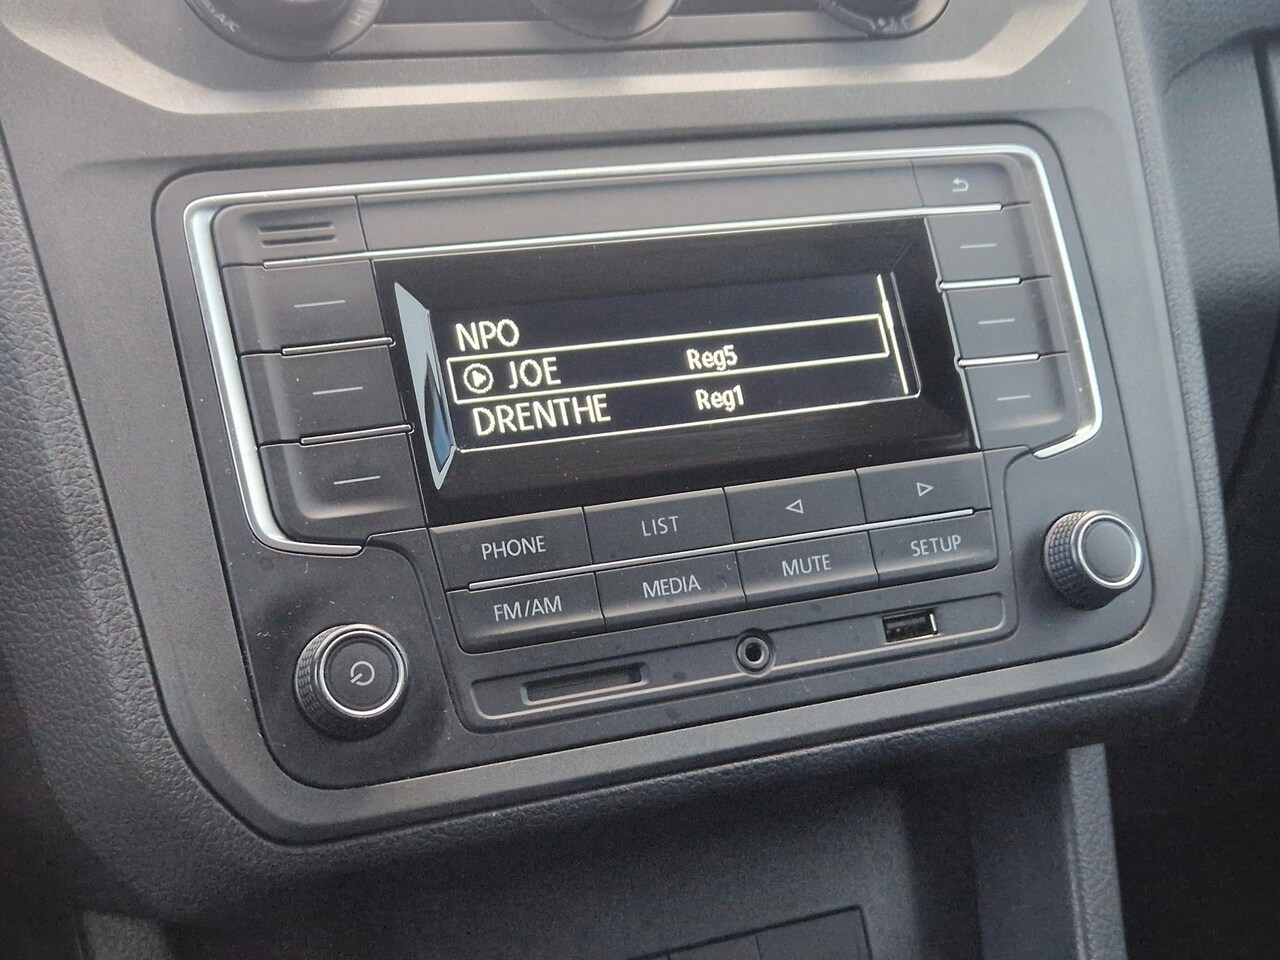 A/C
NPO
JOE Reg5
DRENTHE Reg1
PHONE LIST
FM/AM MEDIA MUTE SETUP